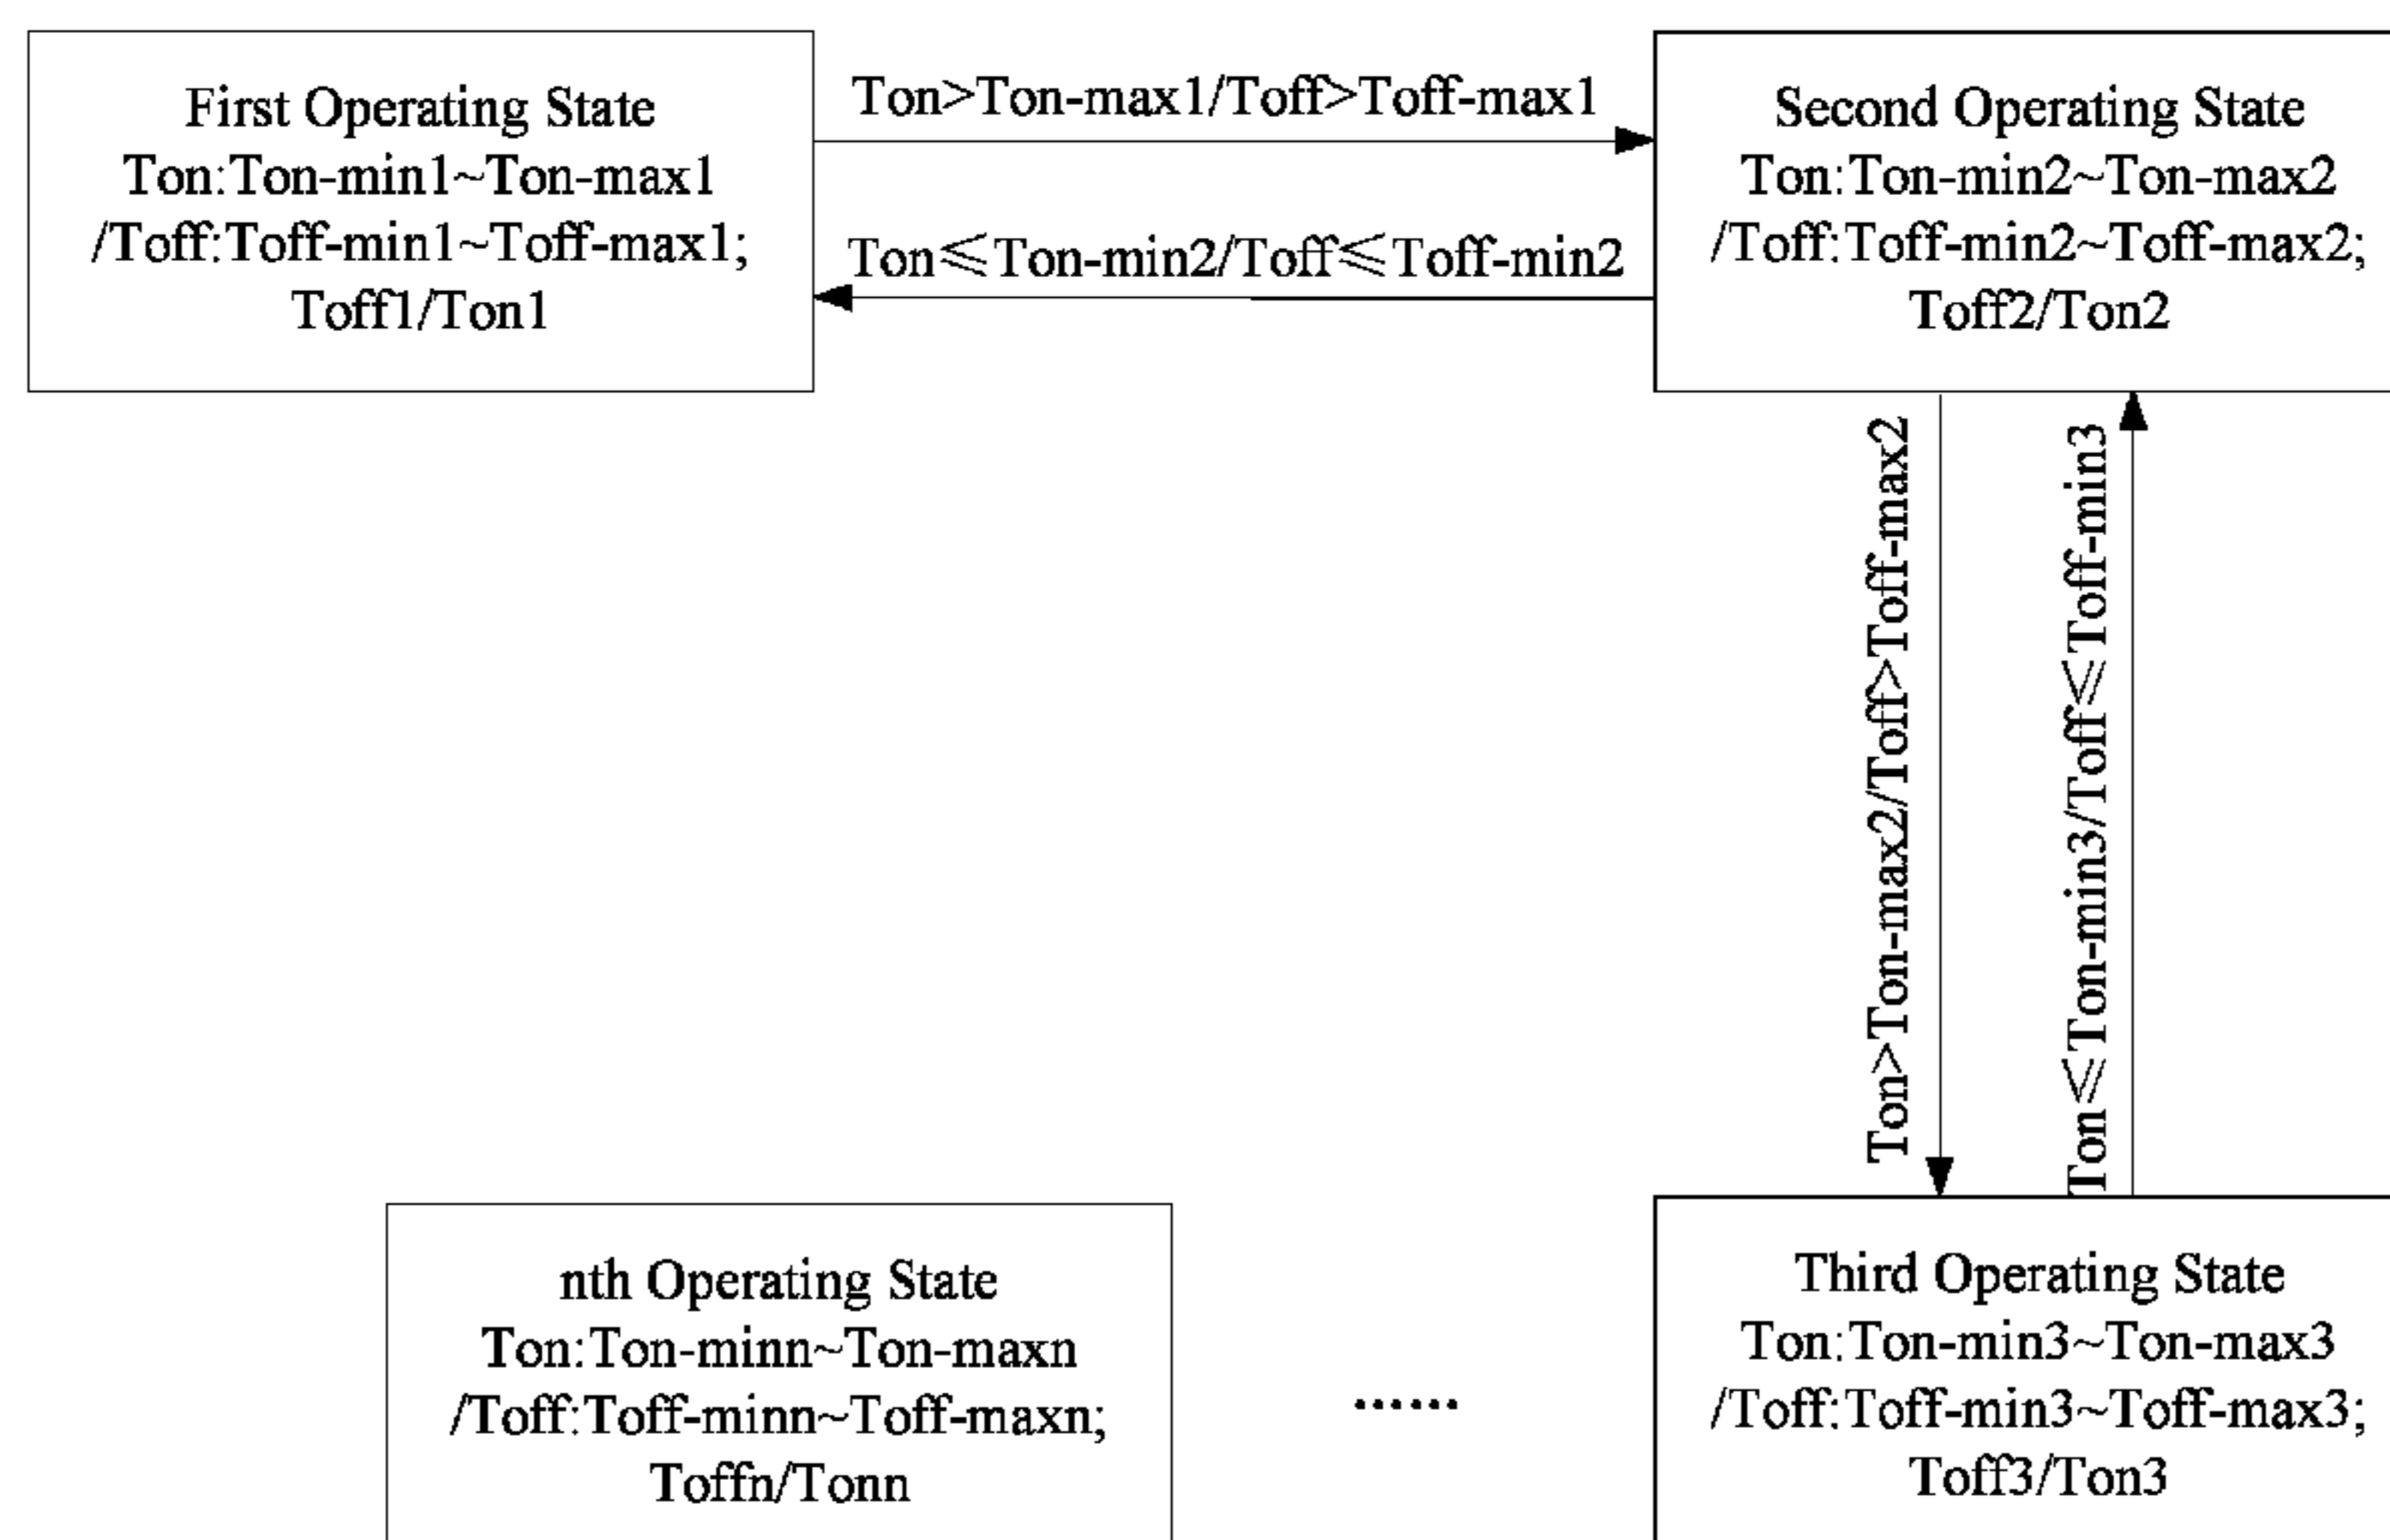 First Operating State
Ton:Ton-min1~Ton-max1
/Toff:Toff-min1~Toff-max1;
Toff1/Ton1
Ton>Ton-max1/Toff>Toff-max1
Ton≤Ton-min2/Toff≤Toff-min2
Second Operating State
Ton:Ton-min2~Ton-max2
/Toff:Toff-min2~Toff-max2;
Toff2/Ton2
Ton>Ton-max2/Toff>Toff-max2
Ton≤Ton-min3/Toff≤Toff-min3
nth Operating State
Ton:Ton-minn~Ton-maxn
/Toff:Toff-minn~Toff-maxn;
Toffn/Tonn
......
Third Operating State
Ton:Ton-min3~Ton-max3
/Toff:Toff-min3~Toff-max3;
Toff3/Ton3